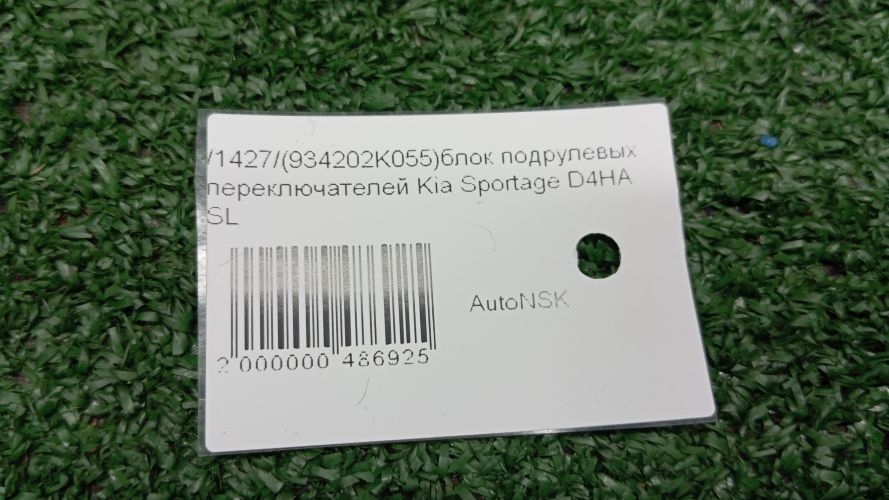 /1427/(934202K055)блок подрулевых
переключателей Kia Sportage D4HA
SL
AutoNSK
2 000000 486925